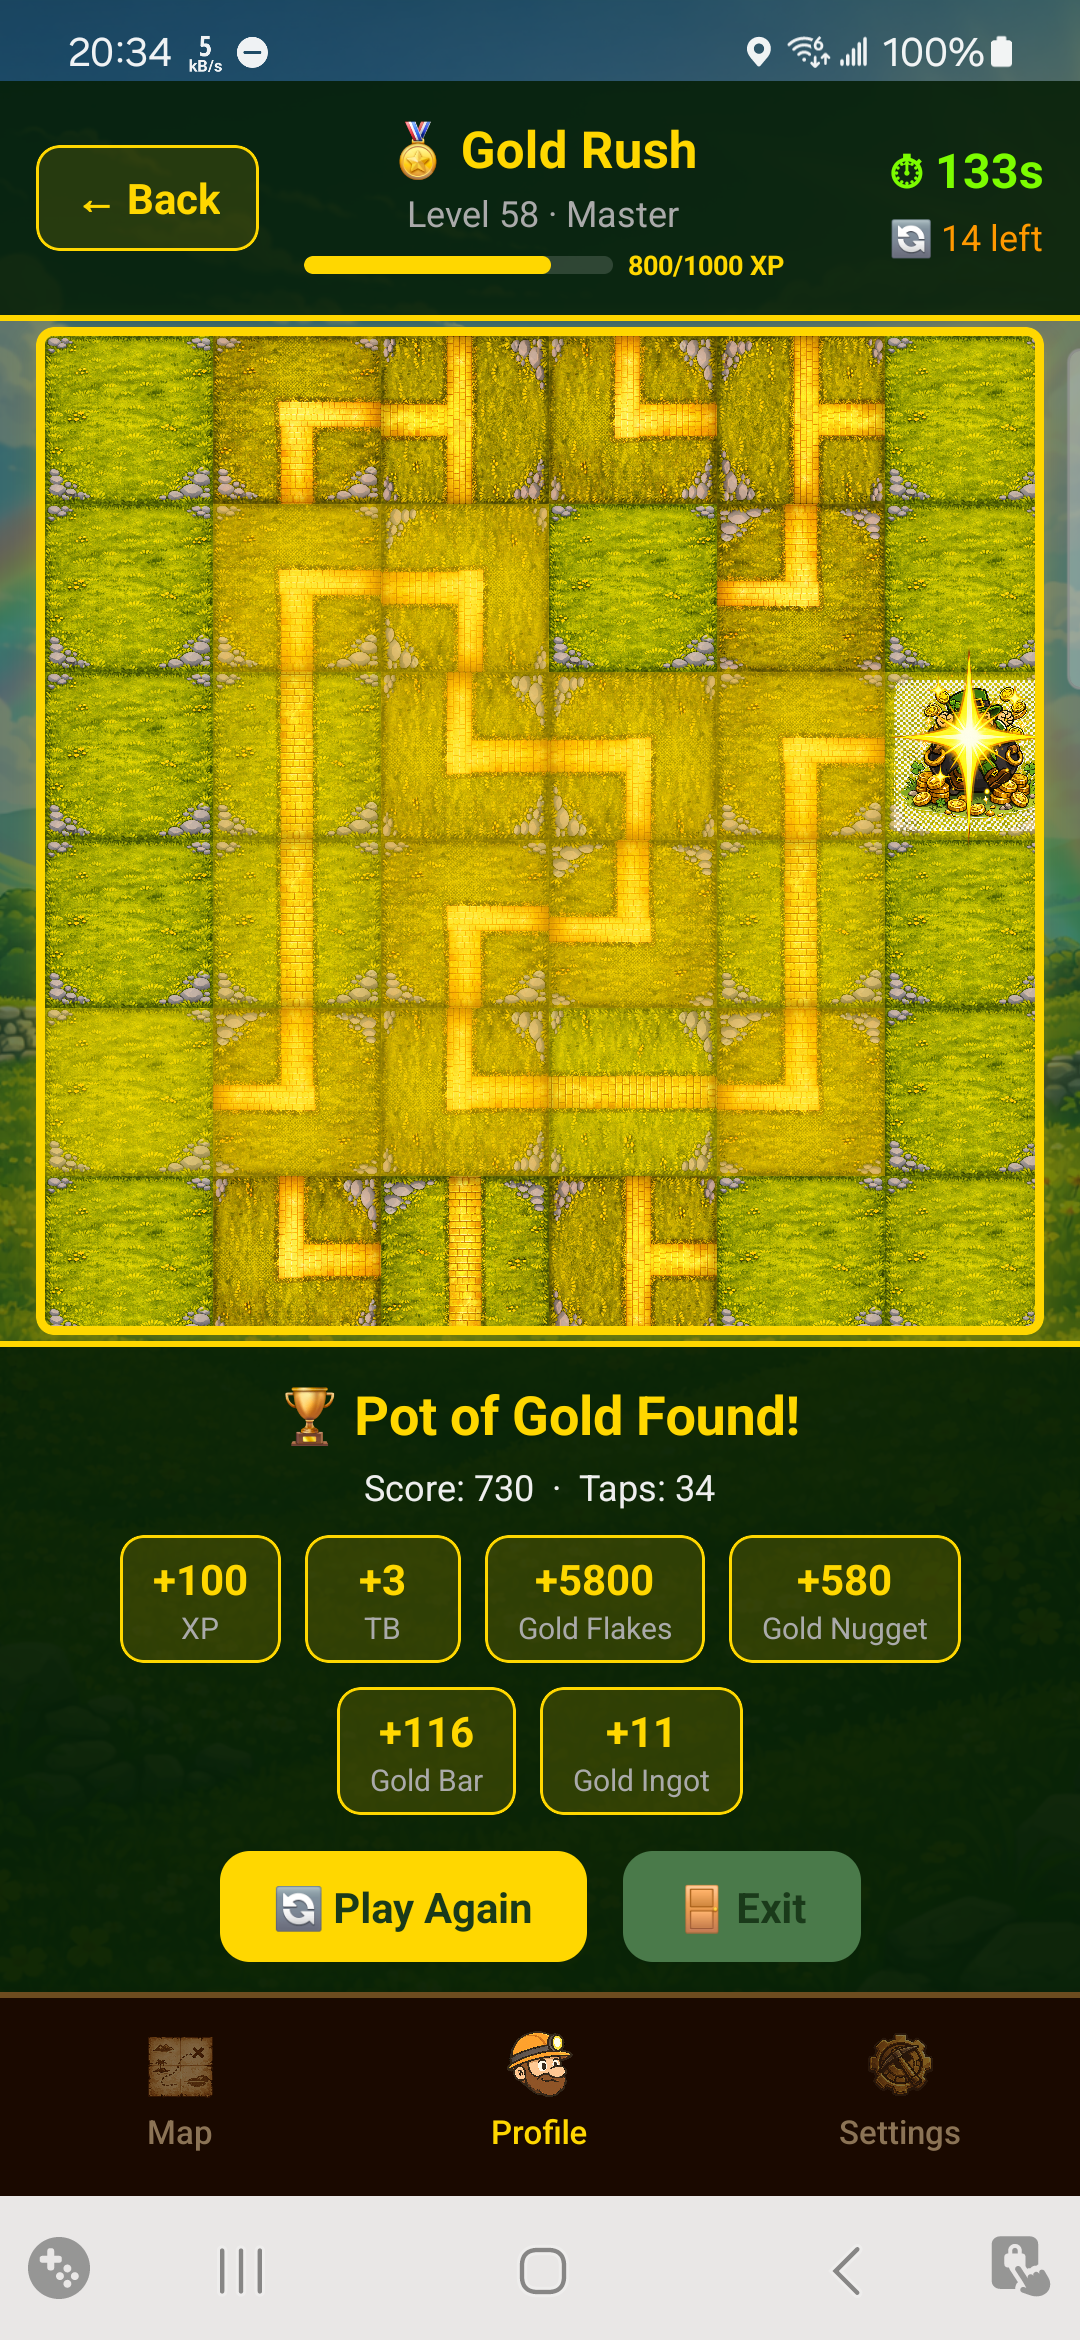 20:34 5 kB/s 6 100%
← Back
Gold Rush
Level 58 · Master
800/1000 XP
133s
14 left
Pot of Gold Found!
Score: 730 · Taps: 34
+100
XP
+3
TB
+5800
Gold Flakes
+580
Gold Nugget
+116
Gold Bar
+11
Gold Ingot
Play Again
Exit
Map
Profile
Settings